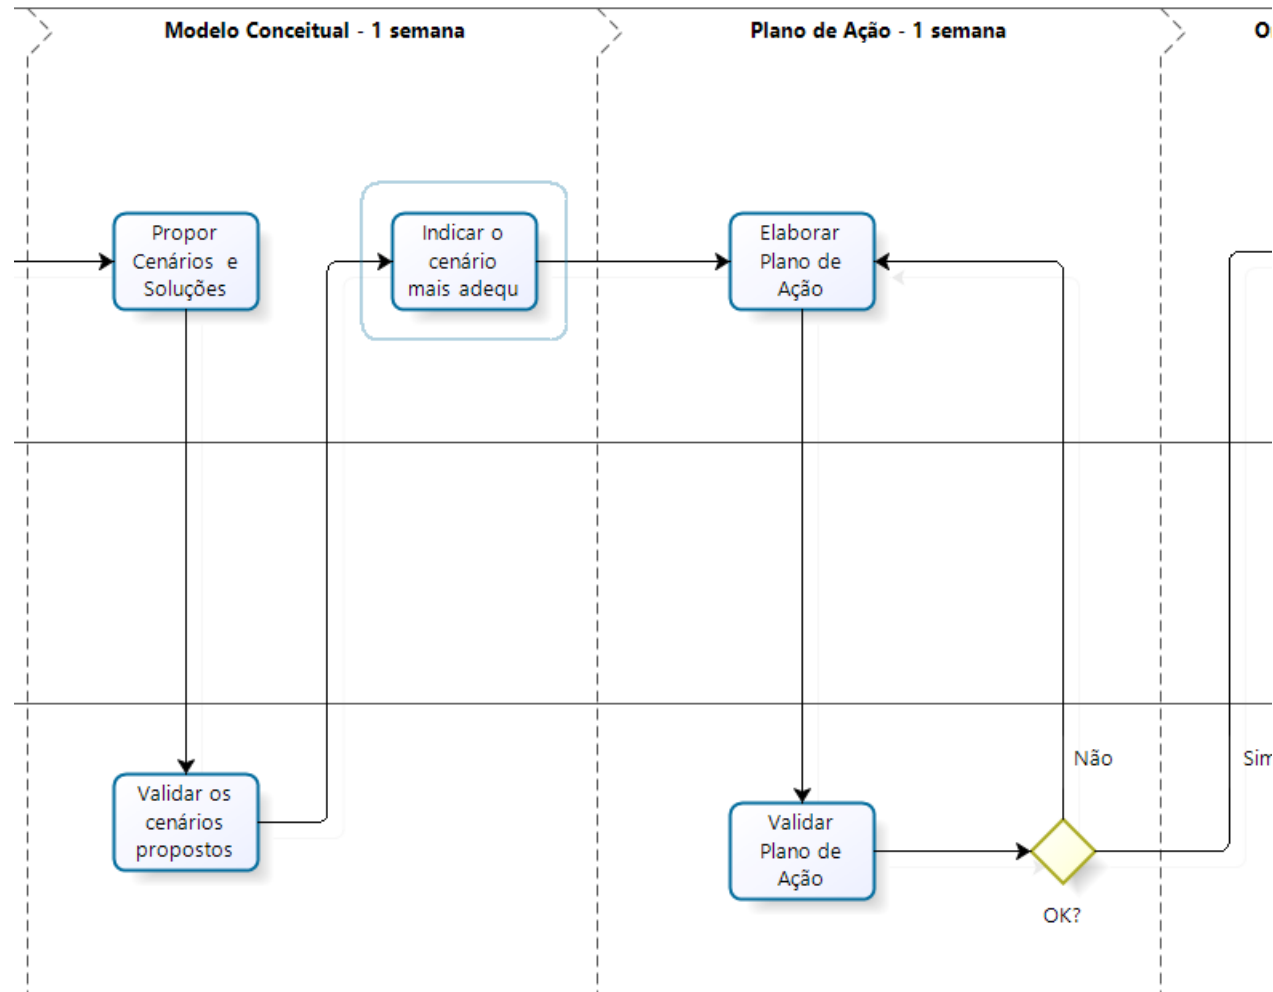 Modelo Conceitual - 1 semana
Plano de Ação - 1 semana
Propor
Cenários e
Soluções
Indicar o
cenário
mais adequ
Elaborar
Plano de
Ação
Não
Sim
Validar os
cenários
propostos
Validar
Plano de
Ação
OK?